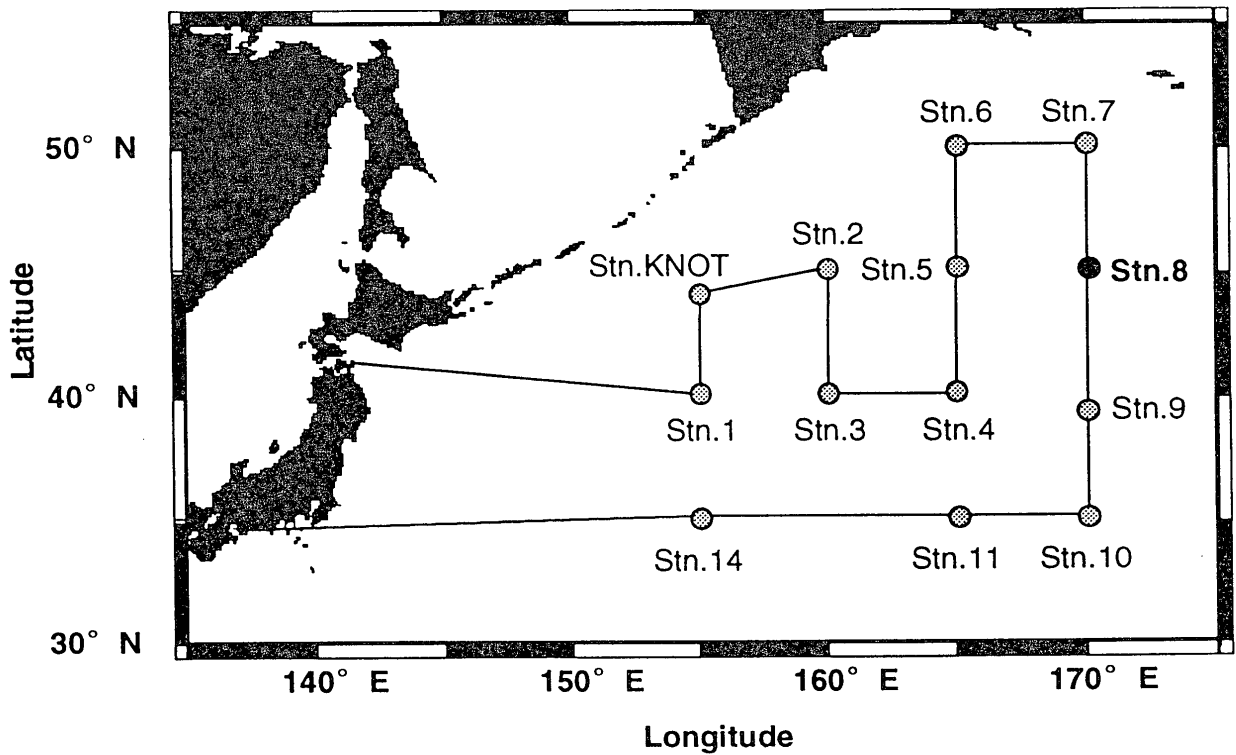 Stn.6
Stn.7
50° N
Stn.2
Stn.KNOT
Stn.5
Stn.8
Latitude
40° N
Stn.9
Stn.1
Stn.3
Stn.4
Stn.14
Stn.11
Stn.10
30° N
140° E
150° E
160° E
170° E
Longitude